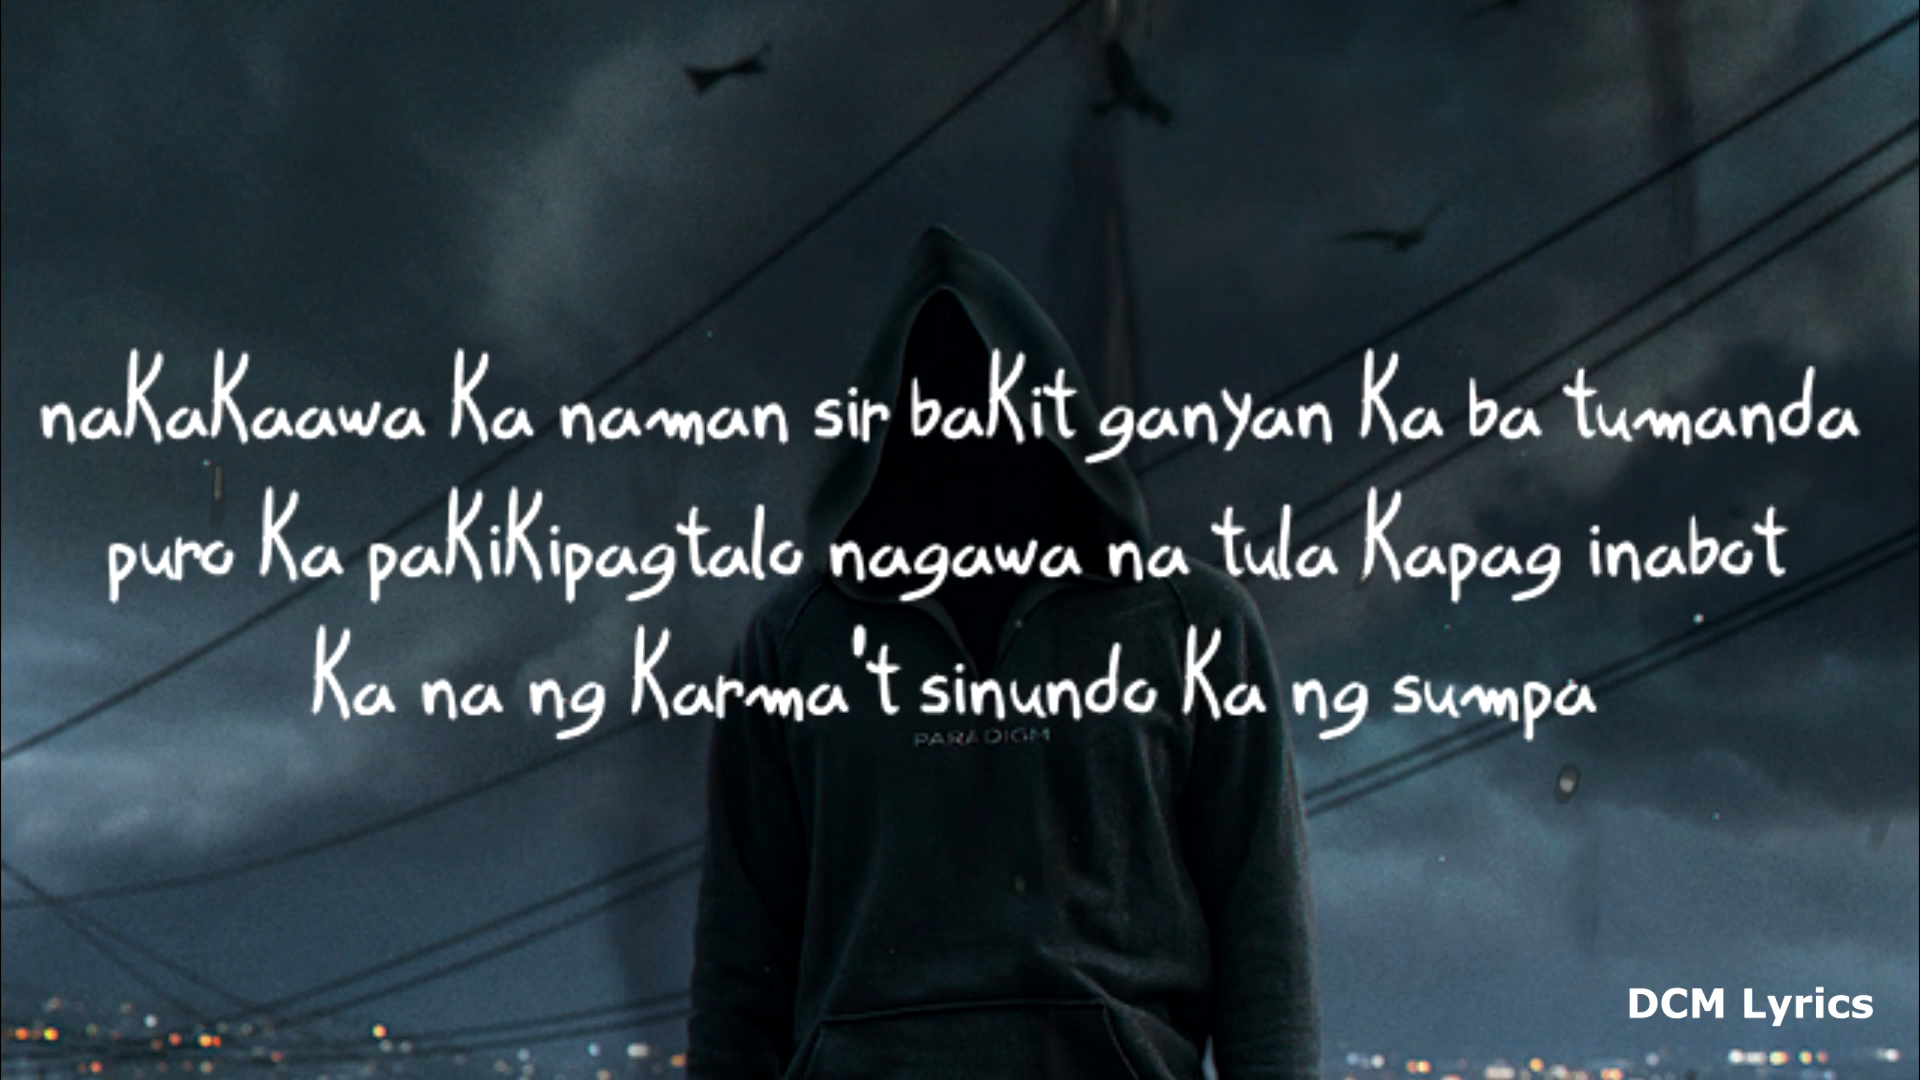 nakakaawa ka naman sir bakit ganyan ka ba tumanda
puro ka pakikipagtalo nagawa na tula kapag inabot
ka na ng karma't sinundo ka ng sumpa
PARADIGM
DCM Lyrics